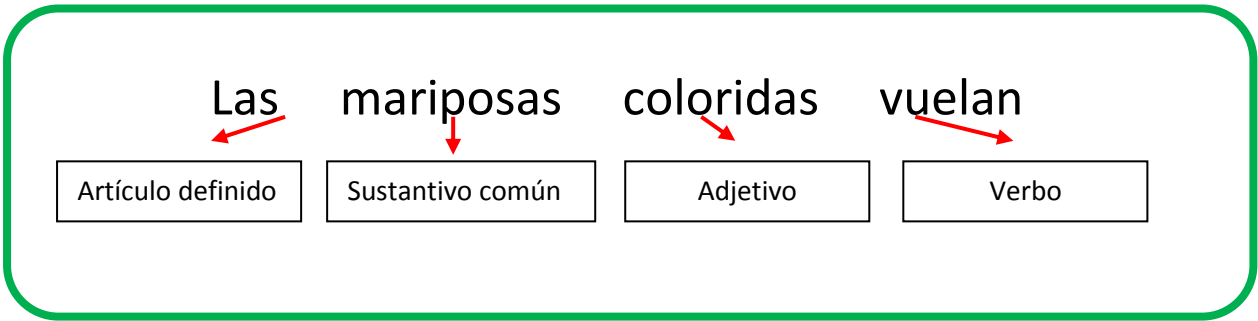 Las mariposas coloridas vuelan
Artículo definido Sustantivo común Adjetivo Verbo